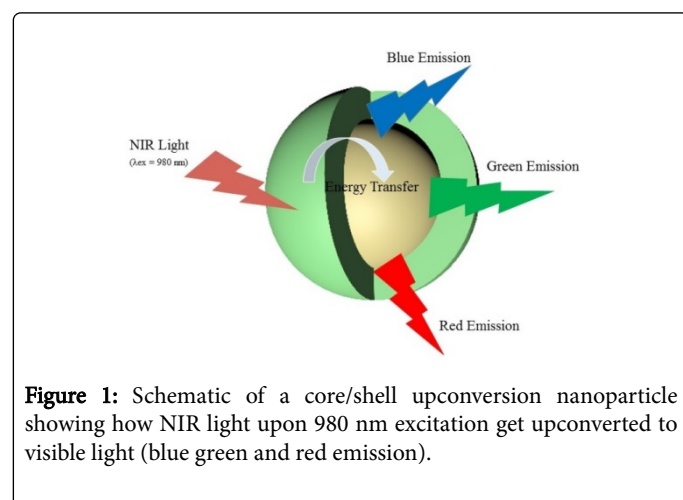 Blue Emission
NIR Light
(λex = 980 nm)
Green Emission
Energy Transfer
Red Emission
Figure 1: Schematic of a core/shell upconversion nanoparticle
showing how NIR light upon 980 nm excitation get upconverted to
visible light (blue green and red emission).